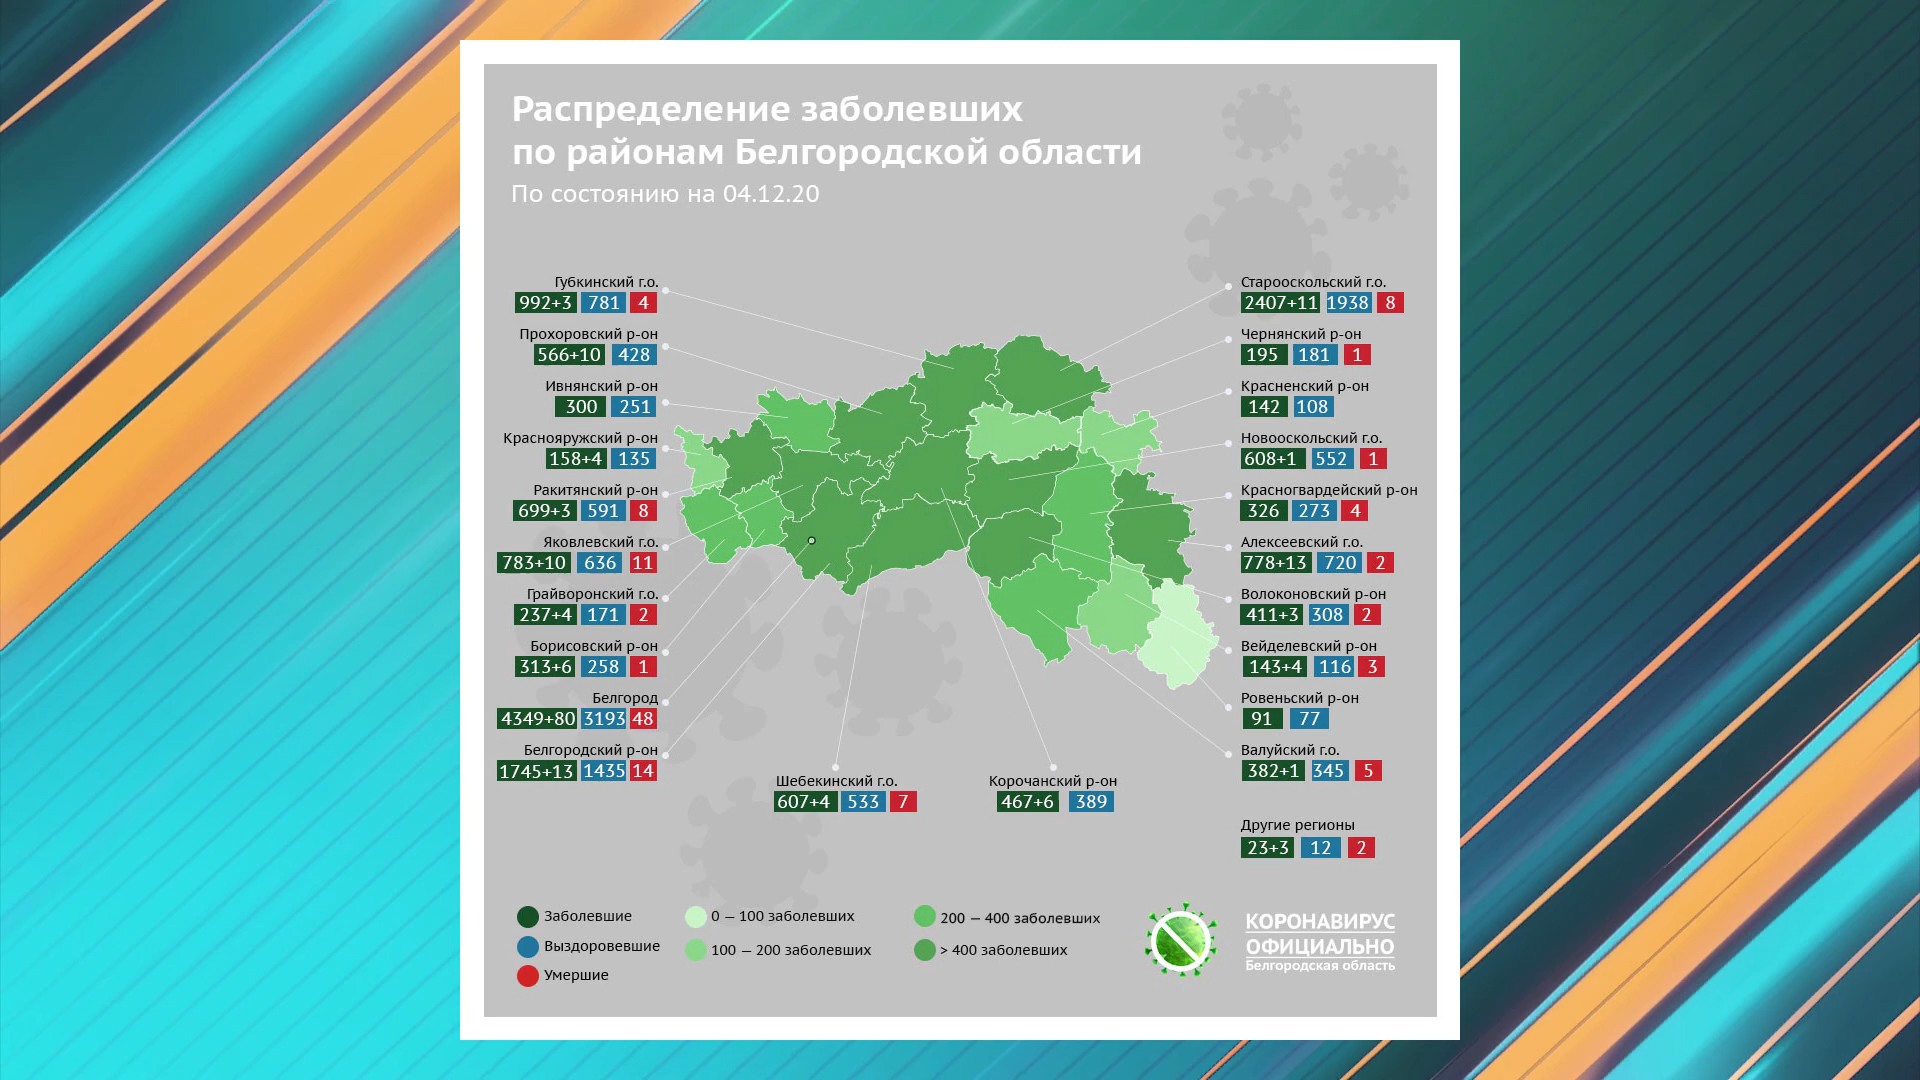 Распределение заболевших
по районам Белгородской области
По состоянию на 04.12.20
Губкинский г.о.
992+3 781 4
Прохоровский р-он
566+10 428
Ивнянский р-он
300 251
Краснояружский р-он
158+4 135
Ракитянский р-он
699+3 591 8
Яковлевский г.о.
783+10 636 11
Грайворонский г.о.
237+4 171 2
Борисовский р-он
313+6 258 1
Белгород
4349+80 3193 48
Белгородский р-он
1745+13 1435 14
Шебекинский г.о.
607+4 533 7
Корочанский р-он
467+6 389
Старооскольский г.о.
2407+11 1938 8
Чернянский р-он
195 181 1
Красненский р-он
142 108
Новооскольский г.о.
608+1 552 1
Красногвардейский р-он
326 273 4
Алексеевский г.о.
778+13 720 2
Волоконовский р-он
411+3 308 2
Вейделевский р-он
143+4 116 3
Ровеньский р-он
91 77
Валуйский г.о.
382+1 345 5
Другие регионы
23+3 12 2
Заболевшие
Выздоровевшие
Умершие
0 — 100 заболевших
100 — 200 заболевших
200 — 400 заболевших
> 400 заболевших
КОРОНАВИРУС
ОФИЦИАЛЬНО
Белгородская область